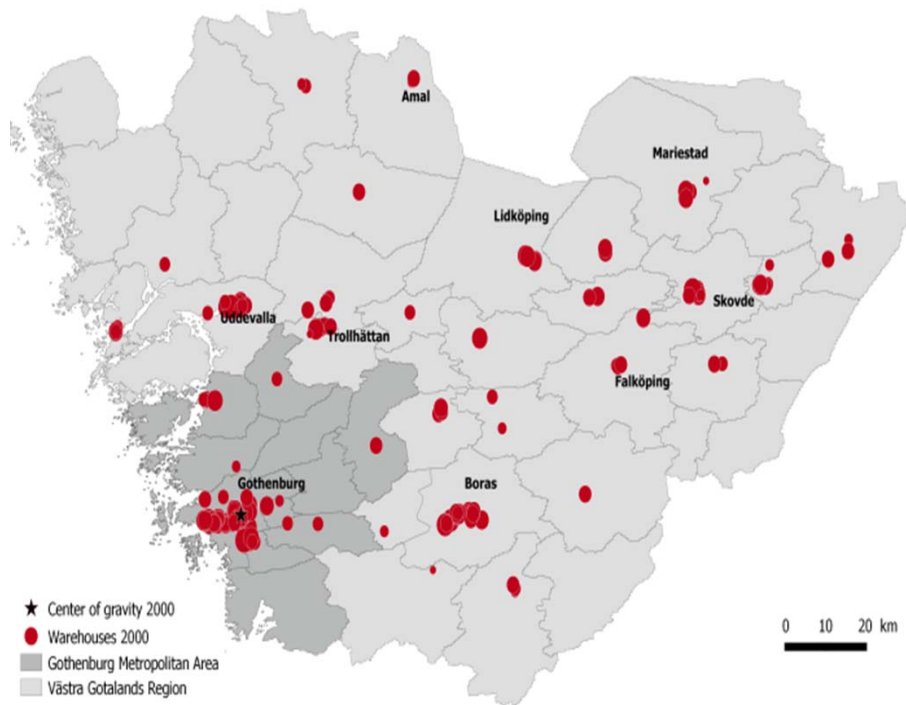 Amal
Mariestad
Lidköping
Uddevalla
Skovde
Trollhättan
Falköping
Gothenburg
Boras
Center of gravity 2000
Warehouses 2000
Gothenburg Metropolitan Area
Västra Gotalands Region
0 10 20 km